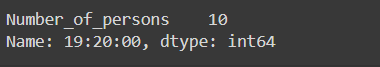 Number_of_persons    10
Name: 19:20:00, dtype: int64